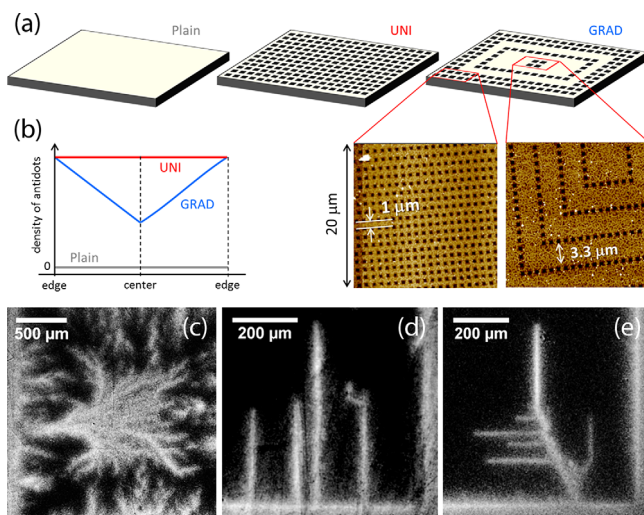 (a)
Plain
UNI
GRAD
(b)
density of antidots
UNI
GRAD
Plain
0
edge
center
edge
20 μm
1 μm
3.3 μm
500 μm
(c)
200 μm
(d)
200 μm
(e)